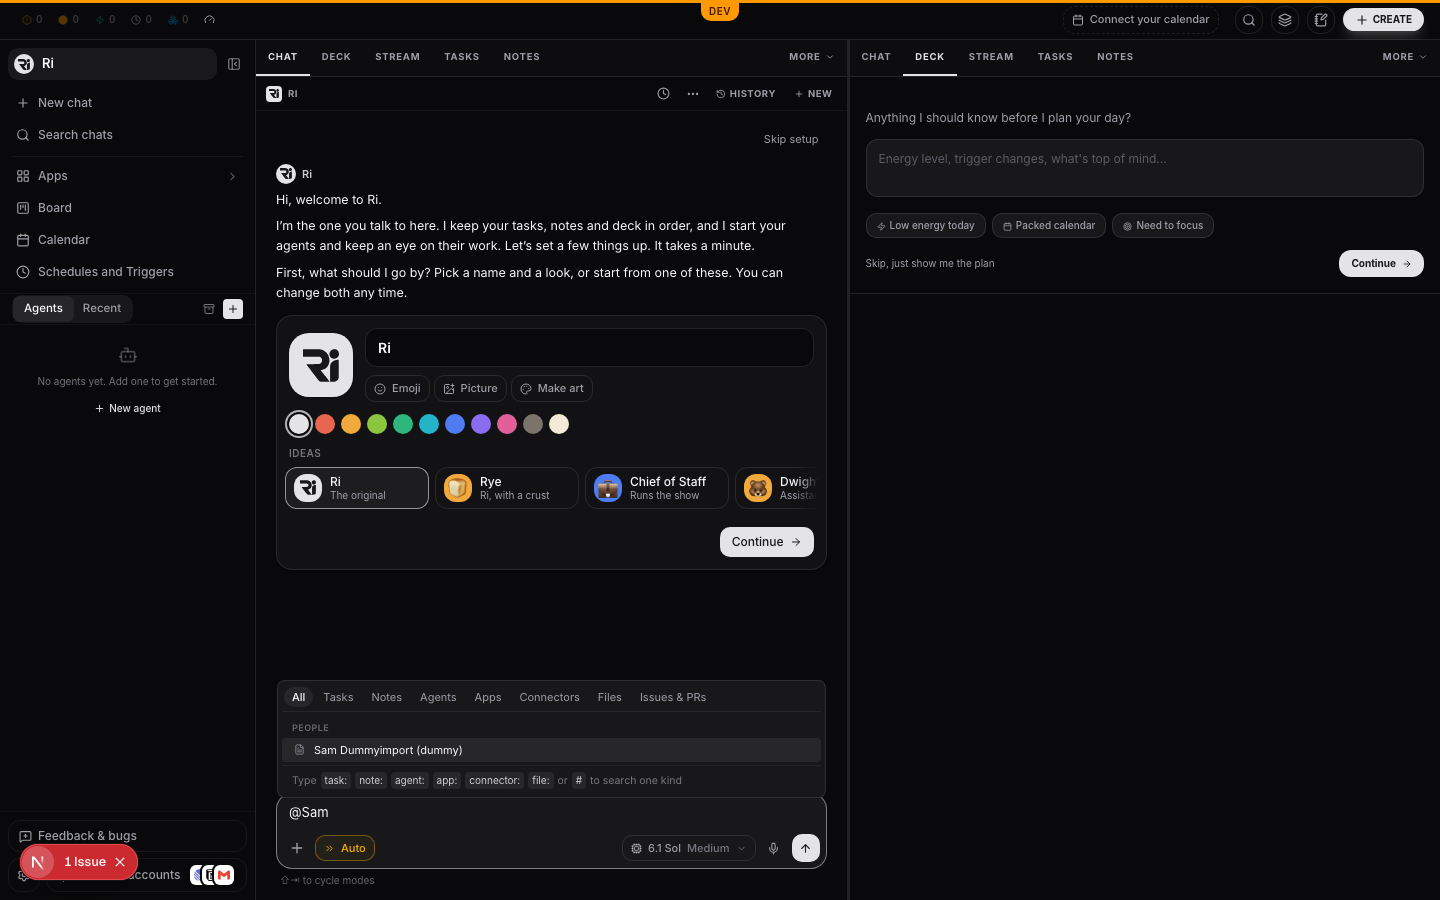 0 0 0 0 0
DEV
Connect your calendar
CREATE
Ri
New chat
Search chats
Apps
Board
Calendar
Schedules and Triggers
Agents Recent
No agents yet. Add one to get started.
New agent
Feedback & bugs
1 Issue
accounts
CHAT DECK STREAM TASKS NOTES MORE
RI HISTORY NEW
Skip setup
Ri
Hi, welcome to Ri.
I’m the one you talk to here. I keep your tasks, notes and deck in order, and I start your
agents and keep an eye on their work. Let’s set a few things up. It takes a minute.
First, what should I go by? Pick a name and a look, or start from one of these. You can
change both any time.
Ri
Ri
Emoji Picture Make art
IDEAS
Ri
The original
Rye
Ri, with a crust
Chief of Staff
Runs the show
Continue
All Tasks Notes Agents Apps Connectors Files Issues & PRs
PEOPLE
Sam Dummyimport (dummy)
Type task: note: agent: app: connector: file: or # to search one kind
@Sam
Auto
6.1 Sol Medium
to cycle modes
CHAT DECK STREAM TASKS NOTES MORE
Anything I should know before I plan your day?
Energy level, trigger changes, what's top of mind...
Low energy today Packed calendar Need to focus
Skip, just show me the plan
Continue